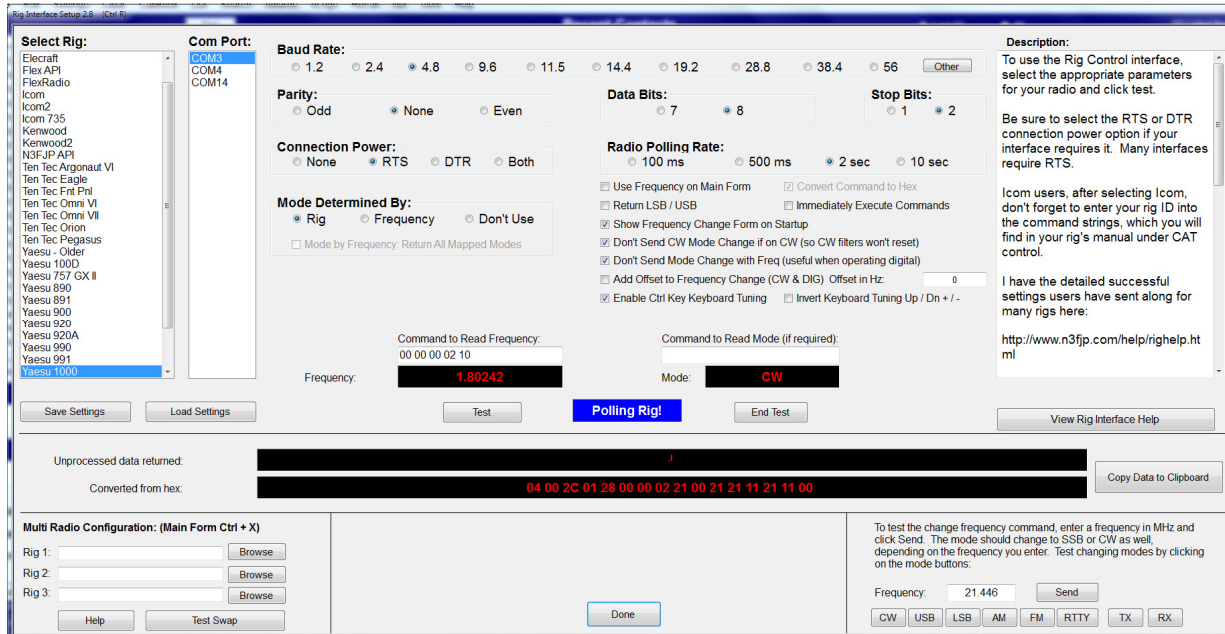 Rig Interface Setup 2.8 (Ctrl R)
Select Rig:
Elecraft
Flex API
FlexRadio
Icom
Icom2
Icom 735
Kenwood
Kenwood2
N3FJP API
Ten Tec Argonaut VI
Ten Tec Eagle
Ten Tec Fnt Pnl
Ten Tec Omni VI
Ten Tec Omni VII
Ten Tec Orion
Ten Tec Pegasus
Yaesu - Older
Yaesu 100D
Yaesu 757 GX II
Yaesu 890
Yaesu 891
Yaesu 900
Yaesu 920
Yaesu 920A
Yaesu 990
Yaesu 991
Yaesu 1000
Save Settings
Load Settings
Com Port:
COM3
COM4
COM14
Baud Rate:
1.2 2.4 4.8 9.6 11.5 14.4 19.2 28.8 38.4 56 Other
Parity:
Odd None Even
Data Bits:
7 8
Stop Bits:
1 2
Connection Power:
None RTS DTR Both
Radio Polling Rate:
100 ms 500 ms 2 sec 10 sec
Mode Determined By:
Rig Frequency Don't Use
Mode by Frequency: Return All Mapped Modes
Use Frequency on Main Form Convert Command to Hex
Return LSB / USB Immediately Execute Commands
Show Frequency Change Form on Startup
Don't Send CW Mode Change if on CW (so CW filters won't reset)
Don't Send Mode Change with Freq (useful when operating digital)
Add Offset to Frequency Change (CW & DIG) Offset in Hz: 0
Enable Ctrl Key Keyboard Tuning Invert Keyboard Tuning Up / Dn + / -
Command to Read Frequency:
00 00 00 02 10
Command to Read Mode (if required):
Frequency: 1.80242
Mode: CW
Test
Polling Rig!
End Test
Description:
To use the Rig Control interface,
select the appropriate parameters
for your radio and click test.
Be sure to select the RTS or DTR
connection power option if your
interface requires it. Many interfaces
require RTS.
Icom users, after selecting Icom,
don't forget to enter your rig ID into
the command strings, which you will
find in your rig's manual under CAT
control.
I have the detailed successful
settings users have sent along for
many rigs here:
http://www.n3fjp.com/help/righelp.ht
ml
View Rig Interface Help
Unprocessed data returned: ┘
Converted from hex: 04 00 2C 01 28 00 00 02 21 00 21 21 11 21 11 00
Copy Data to Clipboard
Multi Radio Configuration: (Main Form Ctrl + X)
Rig 1: Browse
Rig 2: Browse
Rig 3: Browse
Help
Test Swap
Done
To test the change frequency command, enter a frequency in MHz and
click Send. The mode should change to SSB or CW as well,
depending on the frequency you enter. Test changing modes by clicking
on the mode buttons:
Frequency: 21.446 Send
CW USB LSB AM FM RTTY TX RX